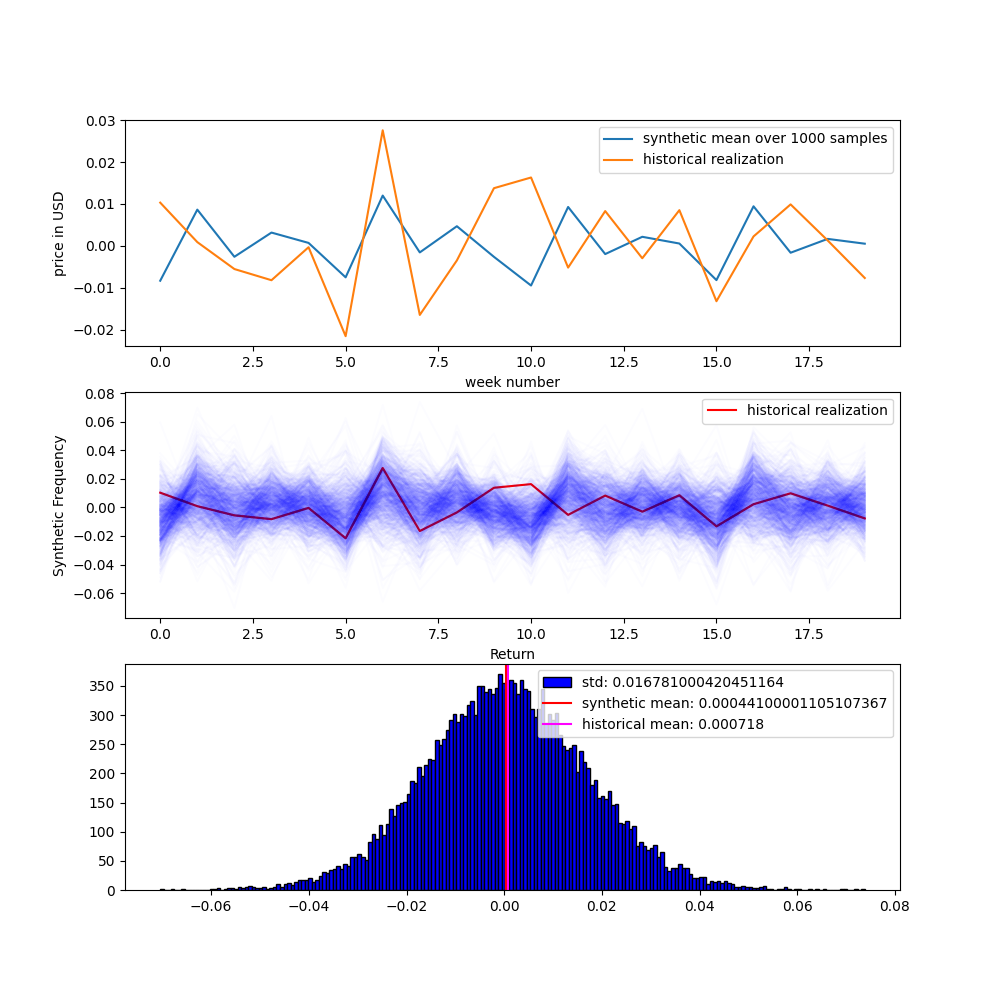 0.03
0.02
0.01
0.00
−0.01
−0.02
price in USD
synthetic mean over 1000 samples
historical realization
0.0 2.5 5.0 7.5 10.0 12.5 15.0 17.5
week number
0.08
0.06
0.04
0.02
0.00
−0.02
−0.04
−0.06
Synthetic Frequency
historical realization
0.0 2.5 5.0 7.5 10.0 12.5 15.0 17.5
Return
350
300
250
200
150
100
50
0
std: 0.016781000420451164
synthetic mean: 0.00044100001105107367
historical mean: 0.000718
−0.06 −0.04 −0.02 0.00 0.02 0.04 0.06 0.08